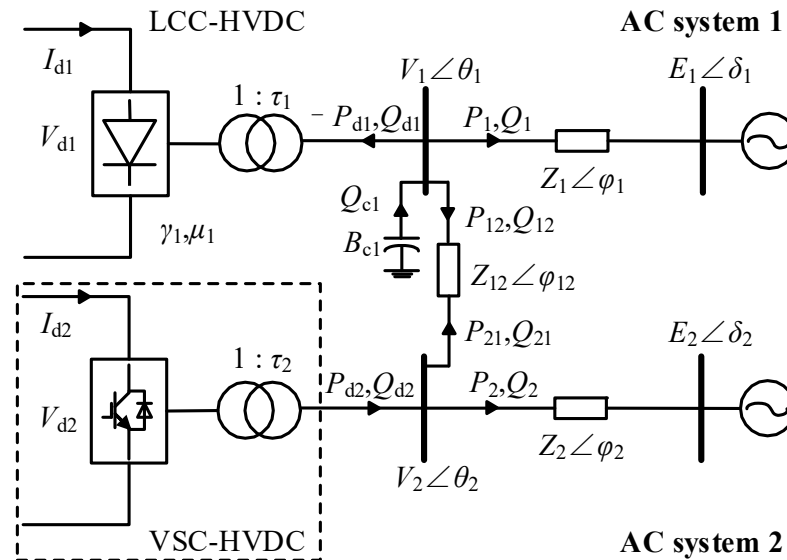 LCC-HVDC
AC system 1
I_d1
V_1∠θ_1
E_1∠δ_1
1 : τ_1
– P_d1,Q_d1
P_1,Q_1
V_d1
Z_1∠φ_1
Q_c1
P_12,Q_12
γ_1,μ_1
B_c1
Z_12∠φ_12
I_d2
P_21,Q_21
E_2∠δ_2
1 : τ_2
P_d2,Q_d2
P_2,Q_2
V_d2
Z_2∠φ_2
V_2∠θ_2
VSC-HVDC
AC system 2